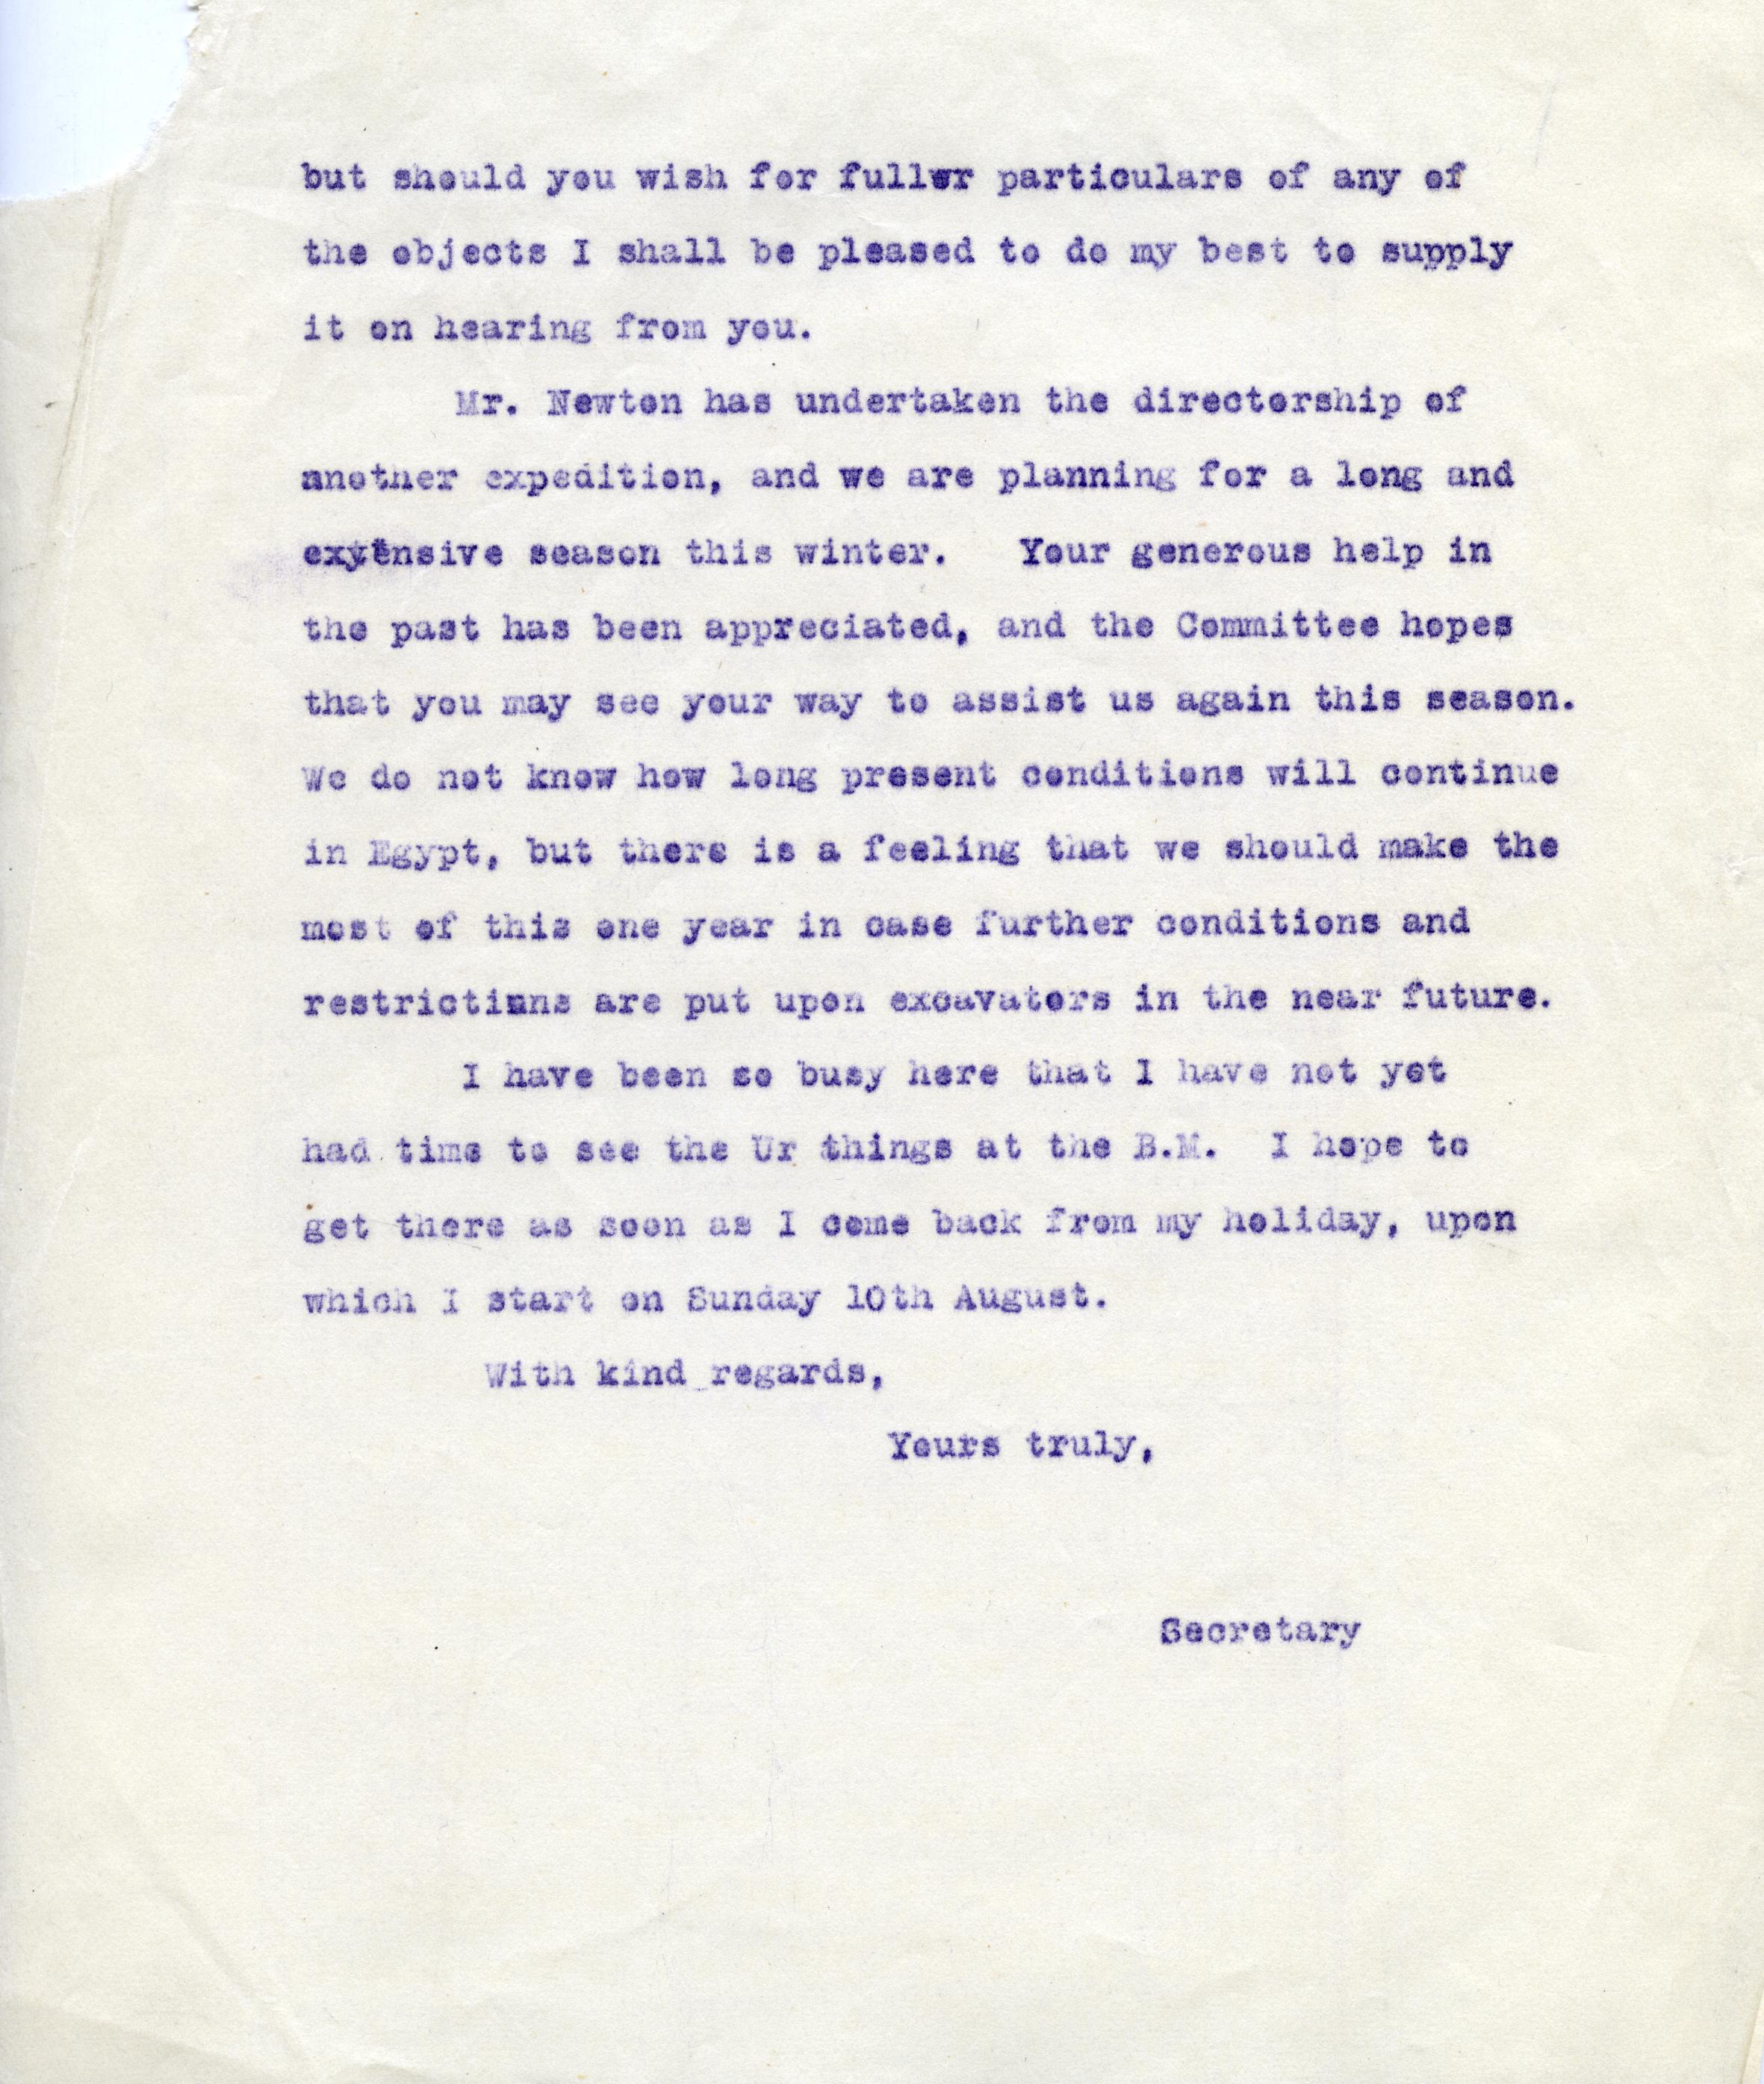 but should you wish for fuller particulars of any of
the objects I shall be pleased to do my best to supply
it on hearing from you.
Mr. Newton has undertaken the directorship of
another expedition, and we are planning for a long and
extensive season this winter. Your generous help in
the past has been appreciated, and the Committee hopes
that you may see your way to assist us again this season.
We do not know how long present conditions will continue
in Egypt, but there is a feeling that we should make the
most of this one year in case further conditions and
restrictions are put upon excavators in the near future.
I have been so busy here that I have not yet
had time to see the Ur things at the B.M. I hope to
get there as soon as I come back from my holiday, upon
which I start on Sunday 10th August.
With kind regards,
Yours truly,
Secretary